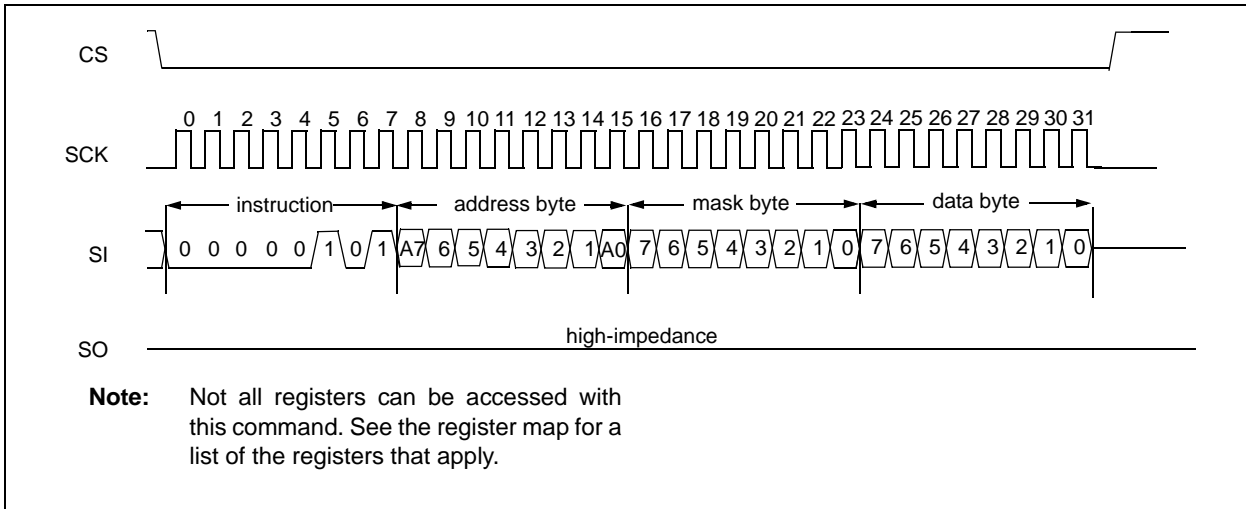 CS
0 1 2 3 4 5 6 7 8 9 10 11 12 13 14 15 16 17 18 19 20 21 22 23 24 25 26 27 28 29 30 31
SCK
instruction address byte mask byte data byte
SI 0 0 0 0 0 1 0 1 A7 6 5 4 3 2 1 A0 7 6 5 4 3 2 1 0 7 6 5 4 3 2 1 0
high-impedance
SO
Note: Not all registers can be accessed with
this command. See the register map for a
list of the registers that apply.